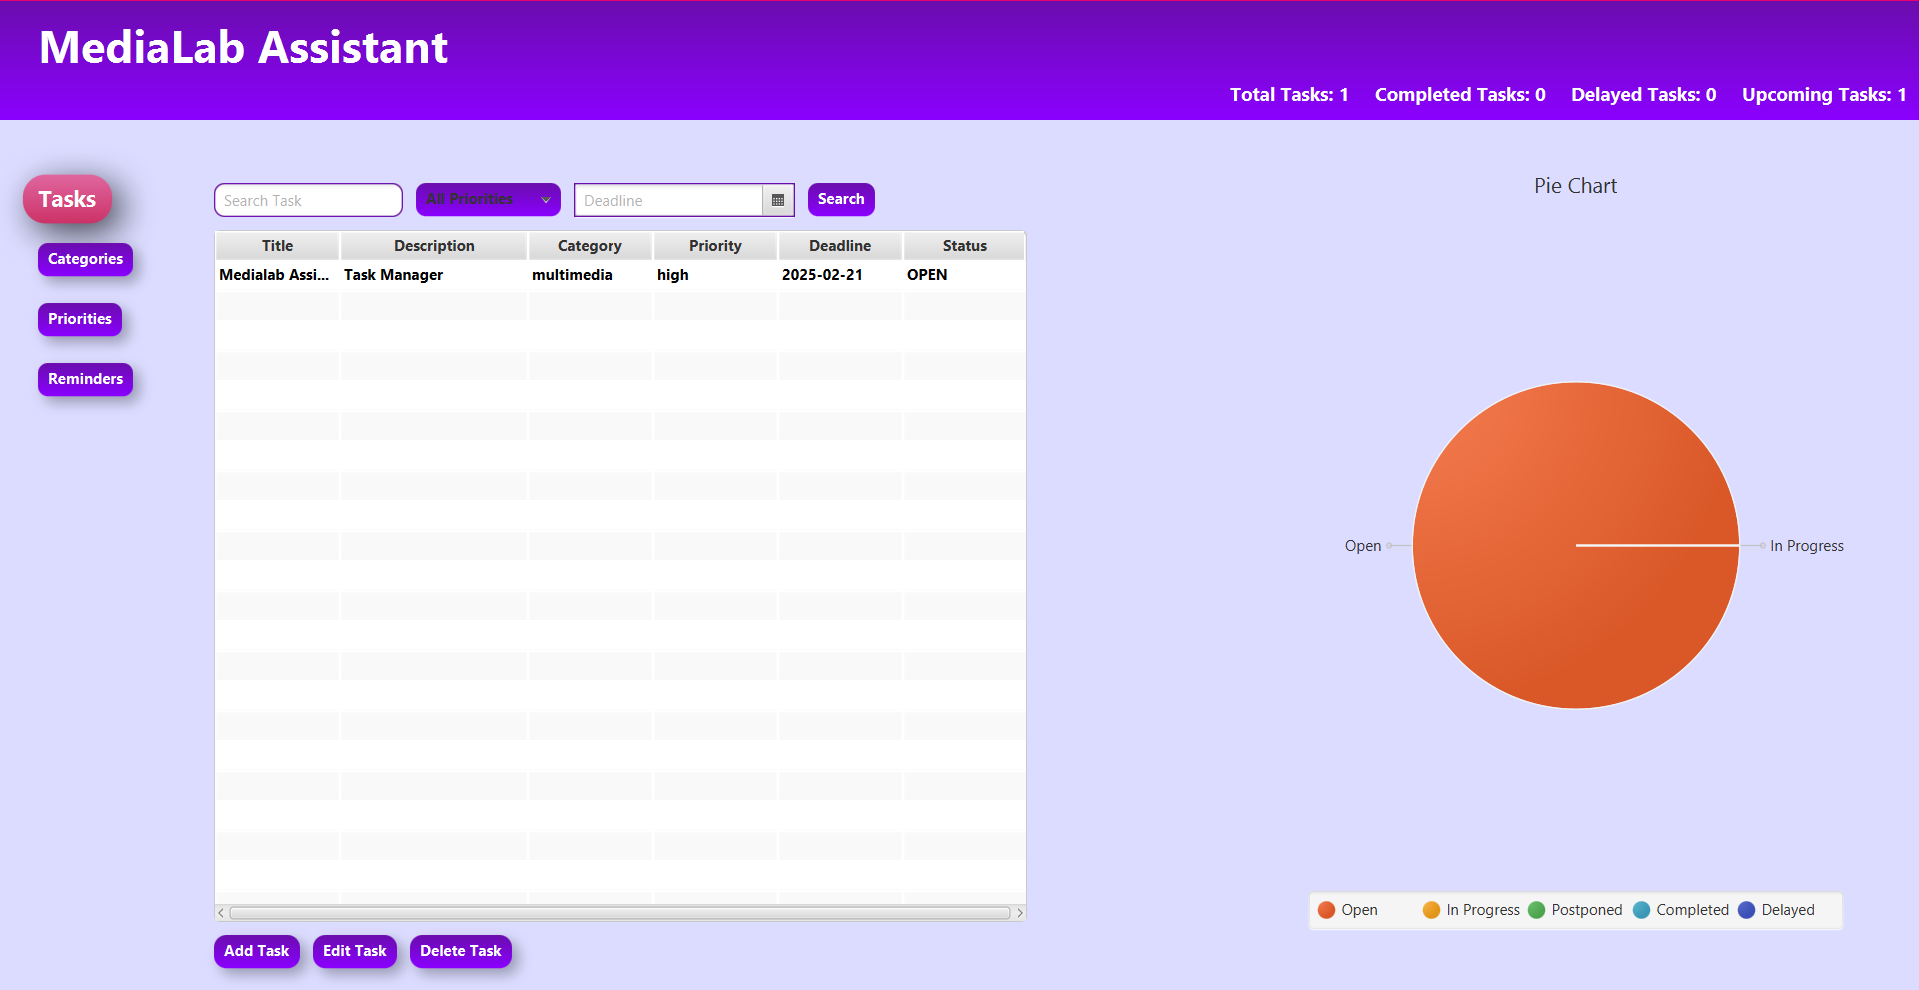 MediaLab Assistant
Total Tasks: 1 Completed Tasks: 0 Delayed Tasks: 0 Upcoming Tasks: 1
Tasks
Categories
Priorities
Reminders
Search Task All Priorities Deadline Search
Title Description Category Priority Deadline Status
Medialab Assi... Task Manager multimedia high 2025-02-21 OPEN
Add Task Edit Task Delete Task
Pie Chart
Open In Progress
Open In Progress Postponed Completed Delayed